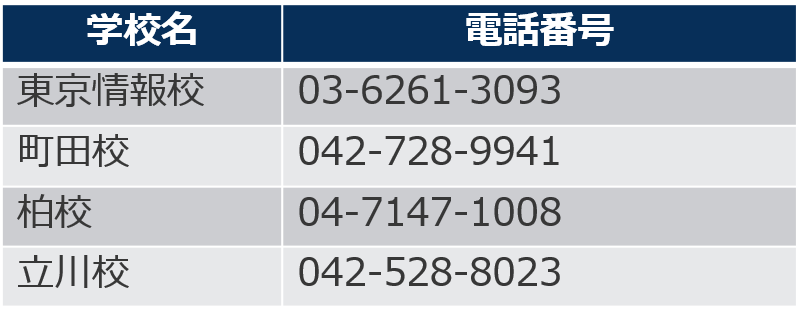 学校名 電話番号
東京情報校 03-6261-3093
町田校 042-728-9941
柏校 04-7147-1008
立川校 042-528-8023